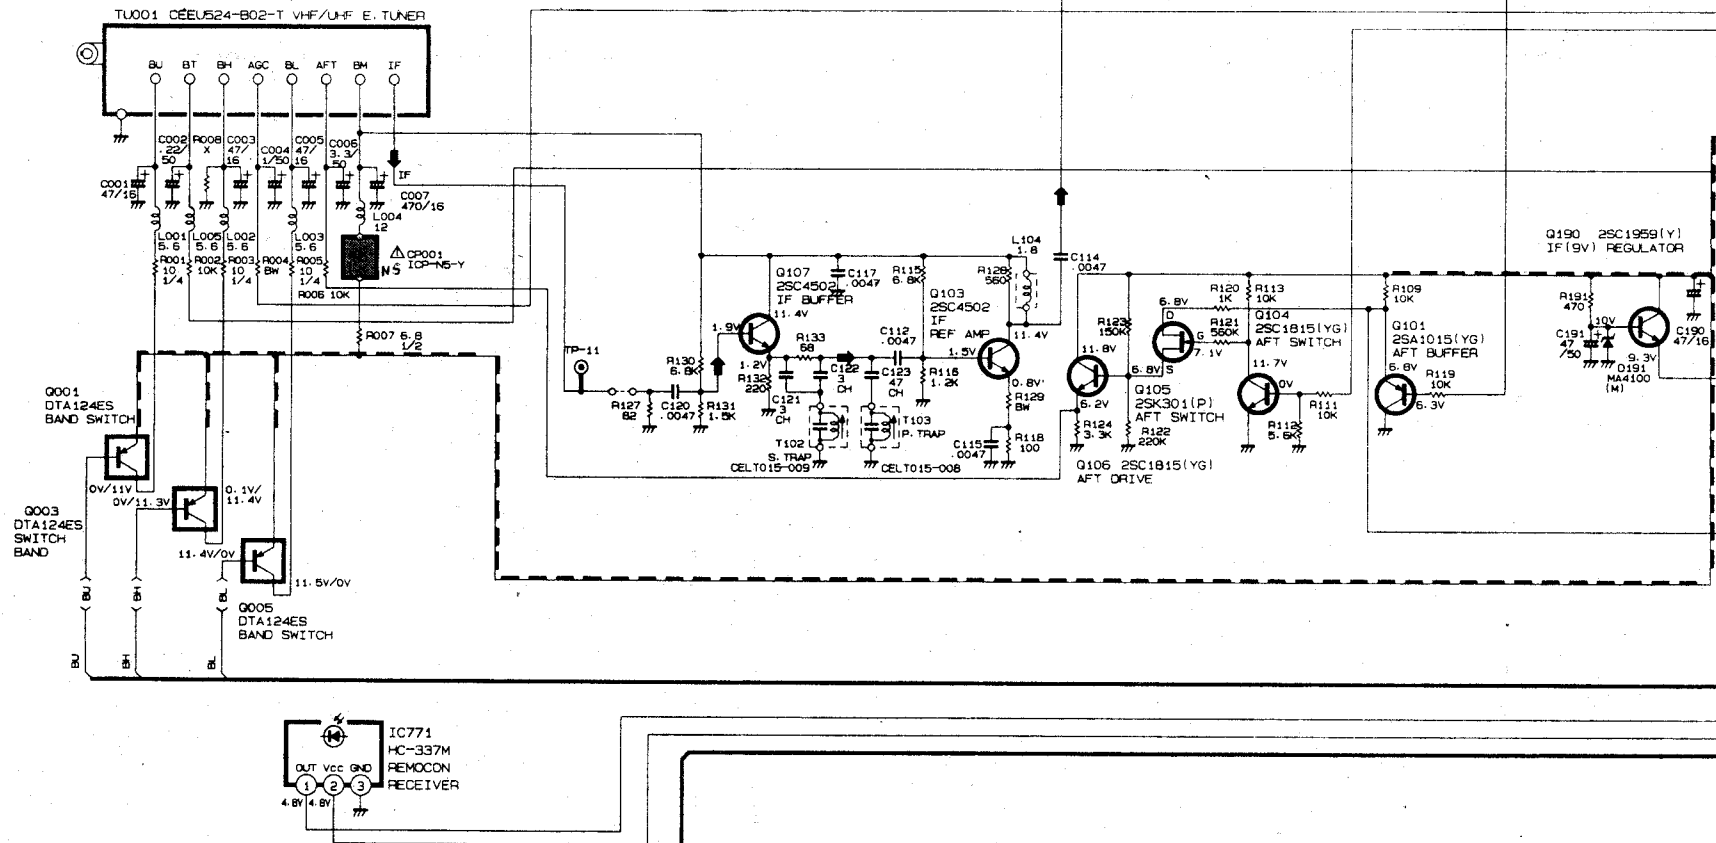 TU001 CEEU524-B02-T VHF/UHF E. TUNER
BU BT BH AGC BL AFT BM IF
C002
.22/
50
R008
X
C003
47/
16
C004
1/50
C005
47/
16
C006
3.3/
50
C001
47/16
IF
C007
470/16
L004
12
L001
5.6
L005
5.6
L002
5.6
L003
5.6
R001
10
1/4
R002
10K
R003
10
1/4
R004
BW
R005
10
1/4
R006 10K
CP001
ICP-N5-Y
NS
R007 6.8
1/2
TP-11
R127
82
C120
.0047
R130
6.8K
R131
1.5K
1.9V
Q107
2SC4502
IF BUFFER
11.4V
1.2V
R132
220
R133
68
C117
.0047
C121
3
CH
C122
3
CH
C123
47
CH
C112
.0047
T102
S. TRAP
CELT015-009
T103
P. TRAP
CELT015-008
R115
6.8K
R116
1.2K
Q103
2SC4502
IF
REF AMP
1.5V
11.4V
0.8V
R128
560
L104
1.8
C114
.0047
R129
BW
R118
100
C115
.0047
11.8V
6.2V
R124
3.3K
R123
150K
R122
220K
Q106 2SC1815(YG)
AFT DRIVE
6.8V
D
G
7.1V
6.8V S
Q105
2SK301(P)
AFT SWITCH
R120
1K
R121
560K
R113
10K
Q104
2SC1815(YG)
AFT SWITCH
11.7V
0V
R112
5.6K
R111
10K
R109
10K
Q101
2SA1015(YG)
AFT BUFFER
6.8V
6.3V
R119
10K
Q190 2SC1959(Y)
IF(9V) REGULATOR
R191
470
C191
47
/50
10V
9.3V
D191
MA4100
(M)
C190
47/16
Q001
DTA124ES
BAND SWITCH
0V/11V
Q003
DTA124ES
SWITCH
BAND
0V/11.3V
0.1V/
11.4V
11.4V/0V
11.5V/0V
Q005
DTA124ES
BAND SWITCH
BU BH BL
BU BH BL
IC771
HC-337M
REMOCON
RECEIVER
OUT Vcc GND
1 2 3
4.8V 4.8V